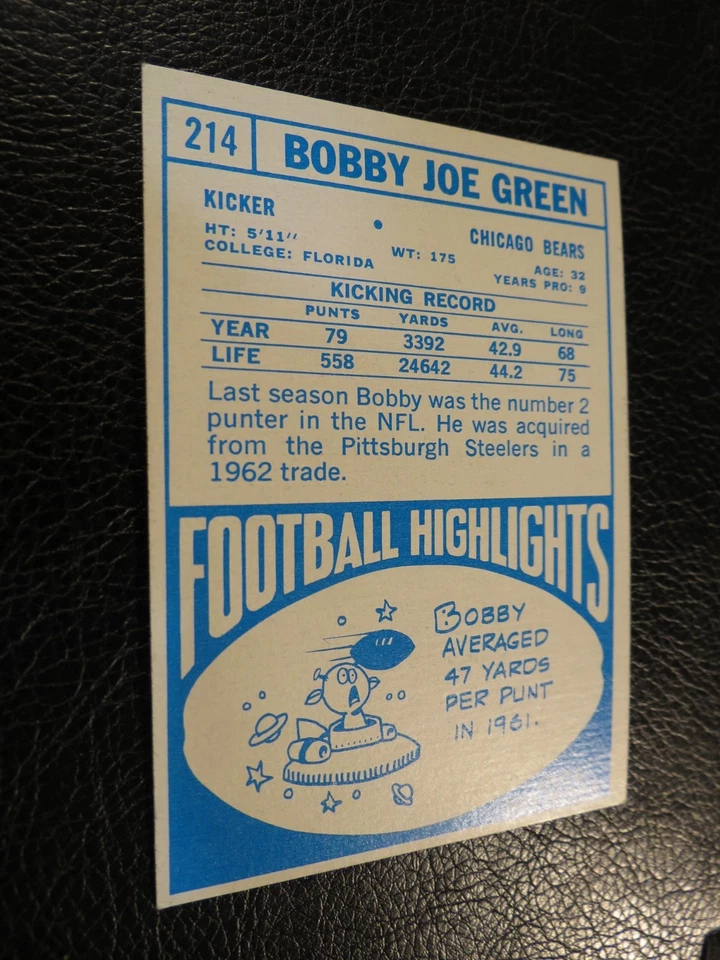 214 BOBBY JOE GREEN
KICKER • CHICAGO BEARS
HT: 5'11" WT: 175 AGE: 32
COLLEGE: FLORIDA YEARS PRO: 9
KICKING RECORD
PUNTS YARDS AVG. LONG
YEAR 79 3392 42.9 68
LIFE 558 24642 44.2 75
Last season Bobby was the number 2
punter in the NFL. He was acquired
from the Pittsburgh Steelers in a
1962 trade.
FOOTBALL HIGHLIGHTS
BOBBY
AVERAGED
47 YARDS
PER PUNT
IN 1961.